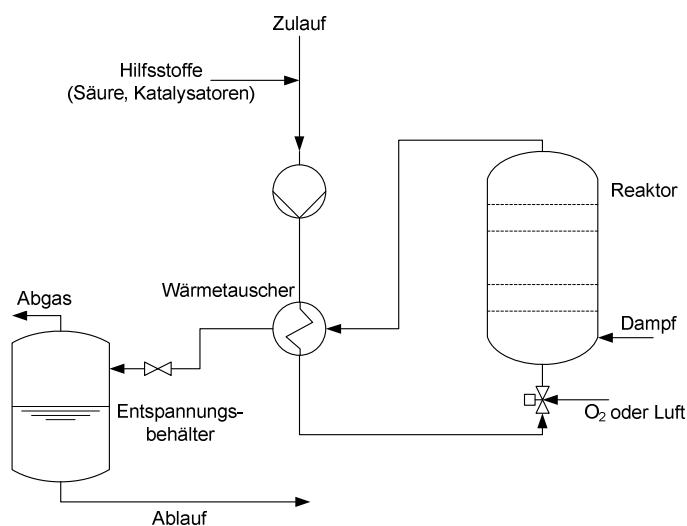 Zulauf
Hilfsstoffe
(Säure, Katalysatoren)
Reaktor
Wärmetauscher
Abgas
Dampf
Entspannungs-
behälter
O₂ oder Luft
Ablauf